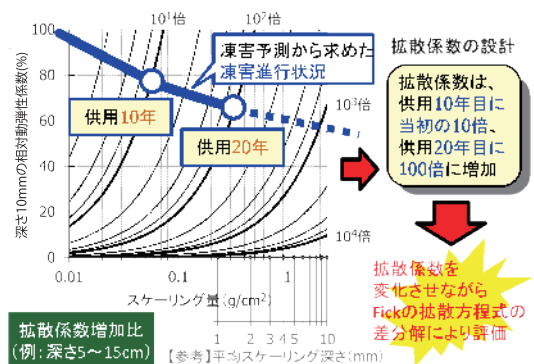 10¹倍
10²倍
10³倍
10⁴倍
深さ10mmの相対動弾性係数(%)
100
80
60
40
20
0
0.01
0.1
1
スケーリング量(g/cm²)
1
2
3 4 5
10
【参考】平均スケーリング深さ(mm)
凍害予測から求めた
凍害進行状況
供用10年
供用20年
拡散係数増加比
(例:深さ5～15cm)
拡散係数の設計
拡散係数は、
供用10年目に
当初の10倍、
供用20年目に
100倍に増加
拡散係数を
変化させながら
Fickの拡散方程式の
差分解により評価